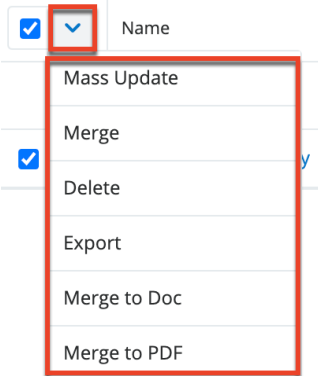 Name
Mass Update
Merge
y
Delete
Export
Merge to Doc
Merge to PDF